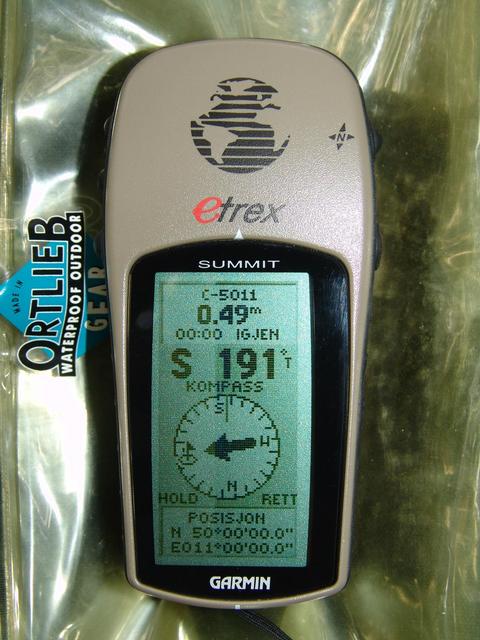 N
etrex
SUMMIT
C-5011
0.49m
00:00 IGJEN
S 191°T
KOMPASS
S
H
N
HOLD RETT
POSISJON
N 50°00'00.0"
E011°00'00.0"
GARMIN
MADE IN
ORTLIEB
WATERPROOF OUTDOOR
GEAR